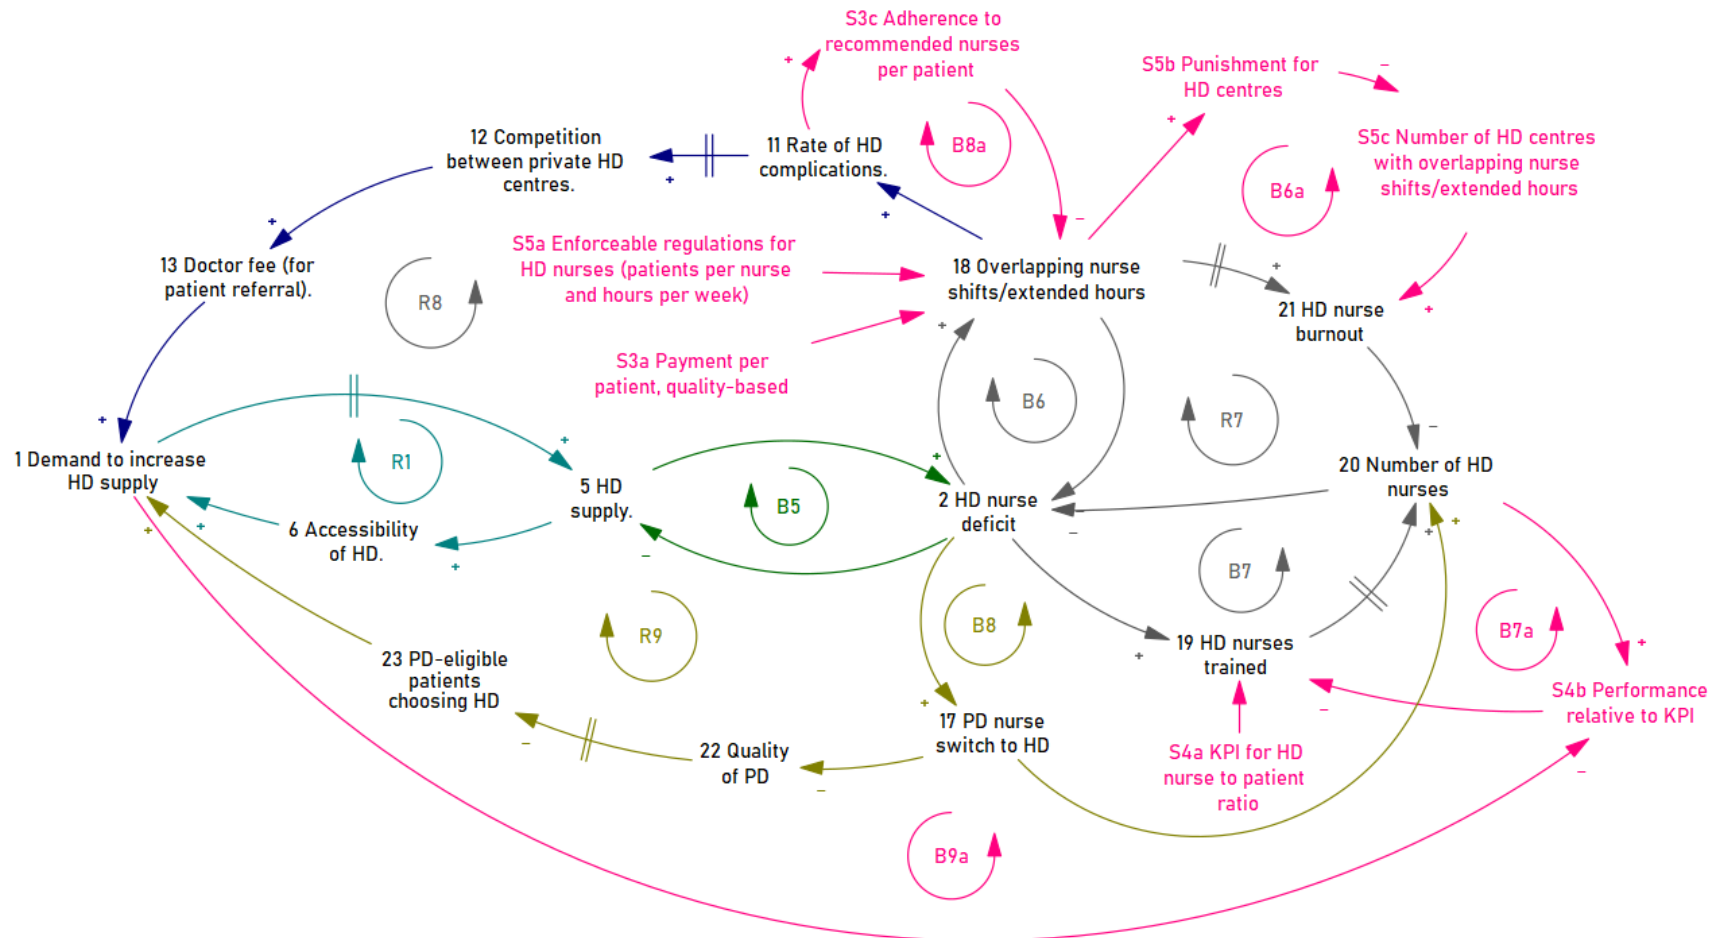 S3c Adherence to
recommended nurses
per patient
S5b Punishment for
HD centres
–
+
+
12 Competition
between private HD
centres.
11 Rate of HD
complications.
B8a
S5c Number of HD centres
with overlapping nurse
shifts/extended hours
B6a
+
+
–
+
S5a Enforceable regulations for
HD nurses (patients per nurse
and hours per week)
18 Overlapping nurse
shifts/extended hours
+
13 Doctor fee (for
patient referral).
R8
21 HD nurse
burnout
+
+
S3a Payment per
patient, quality-based
B6
R7
+
–
1 Demand to increase
HD supply
R1
+
+
20 Number of HD
nurses
5 HD
supply.
B5
2 HD nurse
deficit
–
–
+
+
6 Accessibility
of HD.
+
+
–
+
B7
R9
B8
19 HD nurses
trained
+
B7a
+
23 PD-eligible
patients
choosing HD
+
–
S4b Performance
relative to KPI
17 PD nurse
switch to HD
–
22 Quality
of PD
–
S4a KPI for HD
nurse to patient
ratio
–
B9a